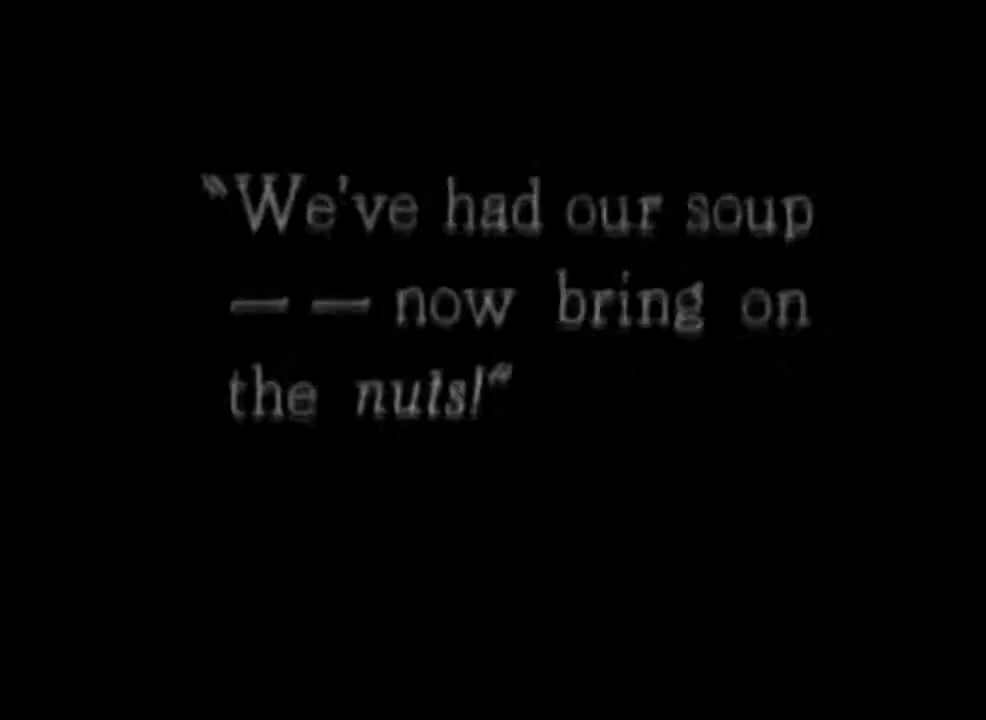 "We've had our soup
— — now bring on
the nuts!"